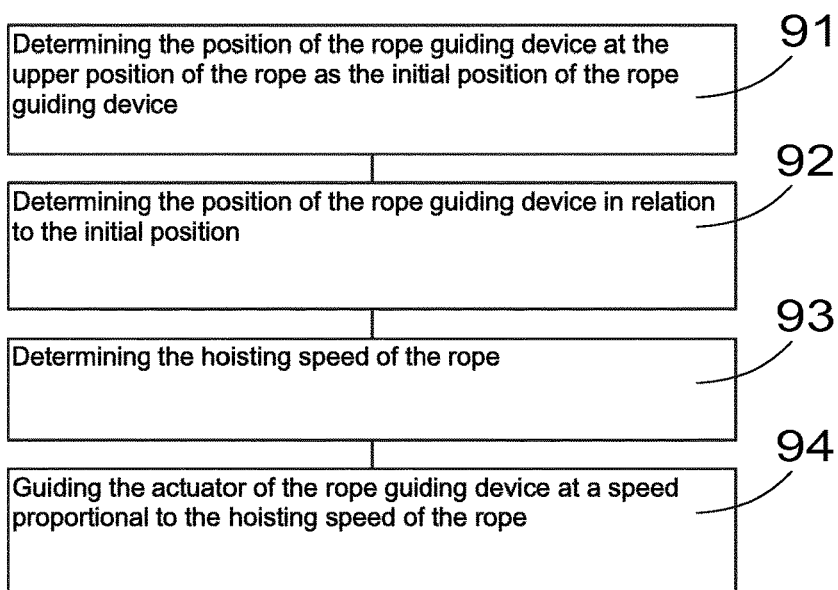 91
Determining the position of the rope guiding device at the
upper position of the rope as the initial position of the rope
guiding device
92
Determining the position of the rope guiding device in relation
to the initial position
93
Determining the hoisting speed of the rope
94
Guiding the actuator of the rope guiding device at a speed
proportional to the hoisting speed of the rope